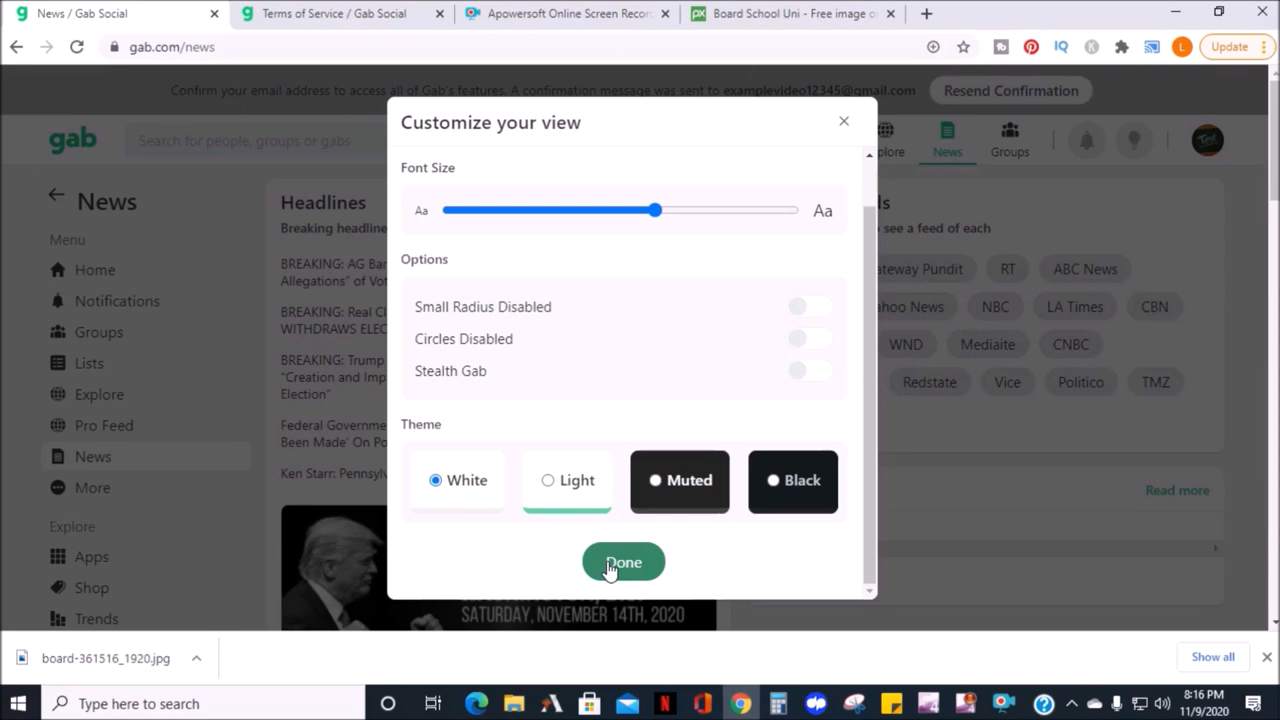 News / Gab Social
Terms of Service / Gab Social
Apowersoft Online Screen Recor
Board School Uni - Free image o
gab.com/news
IQ
K
L
Update
Confirm your email address to access all of Gab's features. A confirmation message was sent to examplevideo12345@gmail.com
Resend Confirmation
gab
Search for people, groups or gabs
Customize your view
plore
News
Groups
Font Size
Aa
Aa
Options
Small Radius Disabled
Circles Disabled
Stealth Gab
Theme
White
Light
Muted
Black
Done
News
Menu
Home
Notifications
Groups
Lists
Explore
Pro Feed
News
More
Explore
Apps
Shop
Trends
Headlines
Breaking headline
BREAKING: AG Bar
Allegations" of Vot
BREAKING: Real Cl
WITHDRAWS ELEC
BREAKING: Trump
"Creation and Imp
Election"
Federal Governme
Been Made' On Po
Ken Starr: Pennsylv
SATURDAY, NOVEMBER 14TH, 2020
ds
o see a feed of each
ateway Pundit
RT
ABC News
ahoo News
NBC
LA Times
CBN
WND
Mediaite
CNBC
Redstate
Vice
Politico
TMZ
Read more
board-361516_1920.jpg
Show all
Type here to search
8:16 PM
11/9/2020